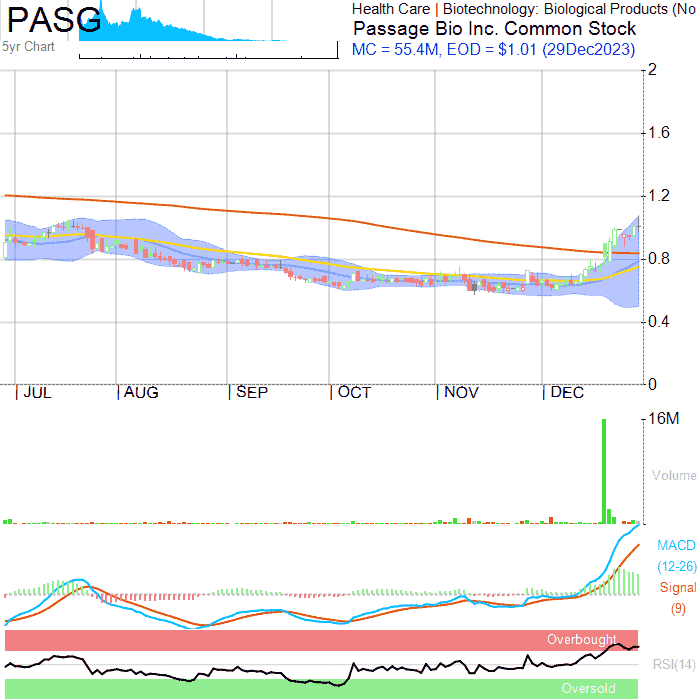 PASG
5yr Chart
Health Care | Biotechnology: Biological Products (No
Passage Bio Inc. Common Stock
MC = 55.4M, EOD = $1.01 (29Dec2023)
2
1.6
1.2
0.8
0.4
0
JUL AUG SEP OCT NOV DEC
16M
Volume
MACD
(12-26)
Signal
(9)
Overbought
RSI(14)
Oversold